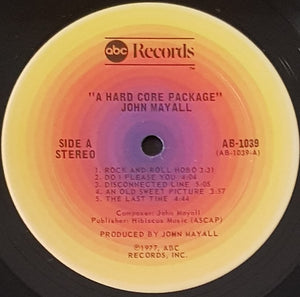 abc Records
TM
"A HARD CORE PACKAGE"
JOHN MAYALL
SIDE A
STEREO
AB-1039
(AB-1039-A)
1. ROCK AND ROLL HOBO 3:31
2. DO I PLEASE YOU 4:04
3. DISCONNECTED LINE 5:05
4. AN OLD SWEET PICTURE 3:57
5. THE LAST TIME 4:44
Composer: John Mayall
Publisher: Hibiscus Music (ASCAP)
PRODUCED BY JOHN MAYALL
℗1977, ABC
RECORDS, INC.